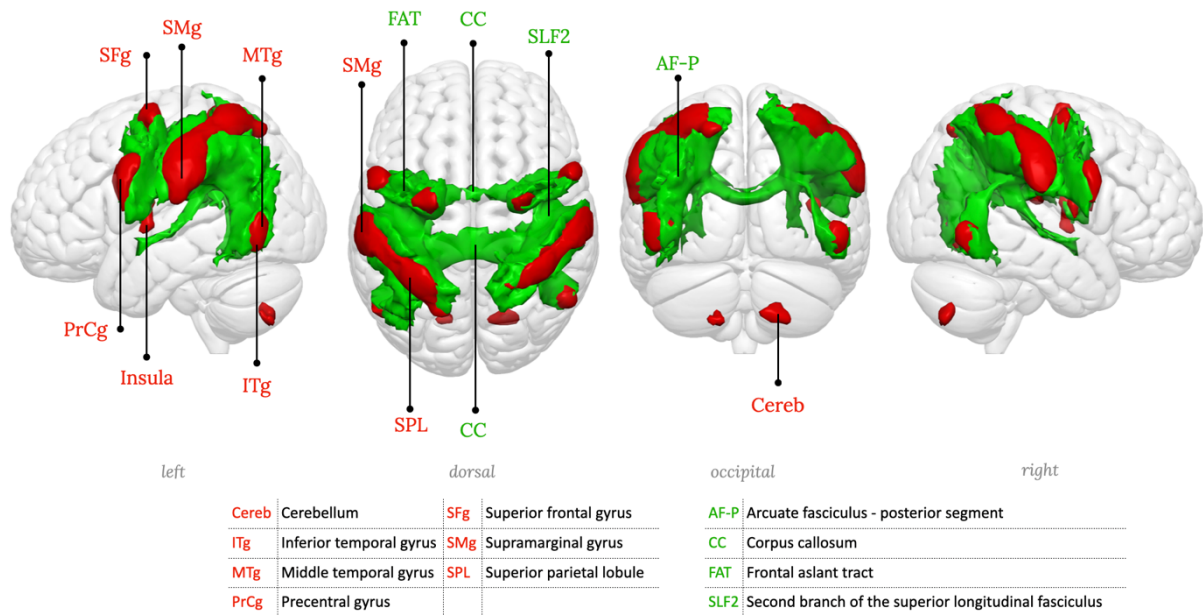 FAT CC
SMg SLF2
SFg MTg SMg AF-P
PrCg
Insula ITg Cereb
SPL CC
left dorsal occipital right
Cereb Cerebellum SFg Superior frontal gyrus AF-P Arcuate fasciculus - posterior segment
ITg Inferior temporal gyrus SMg Supramarginal gyrus CC Corpus callosum
MTg Middle temporal gyrus SPL Superior parietal lobule FAT Frontal aslant tract
PrCg Precentral gyrus SLF2 Second branch of the superior longitudinal fasciculus